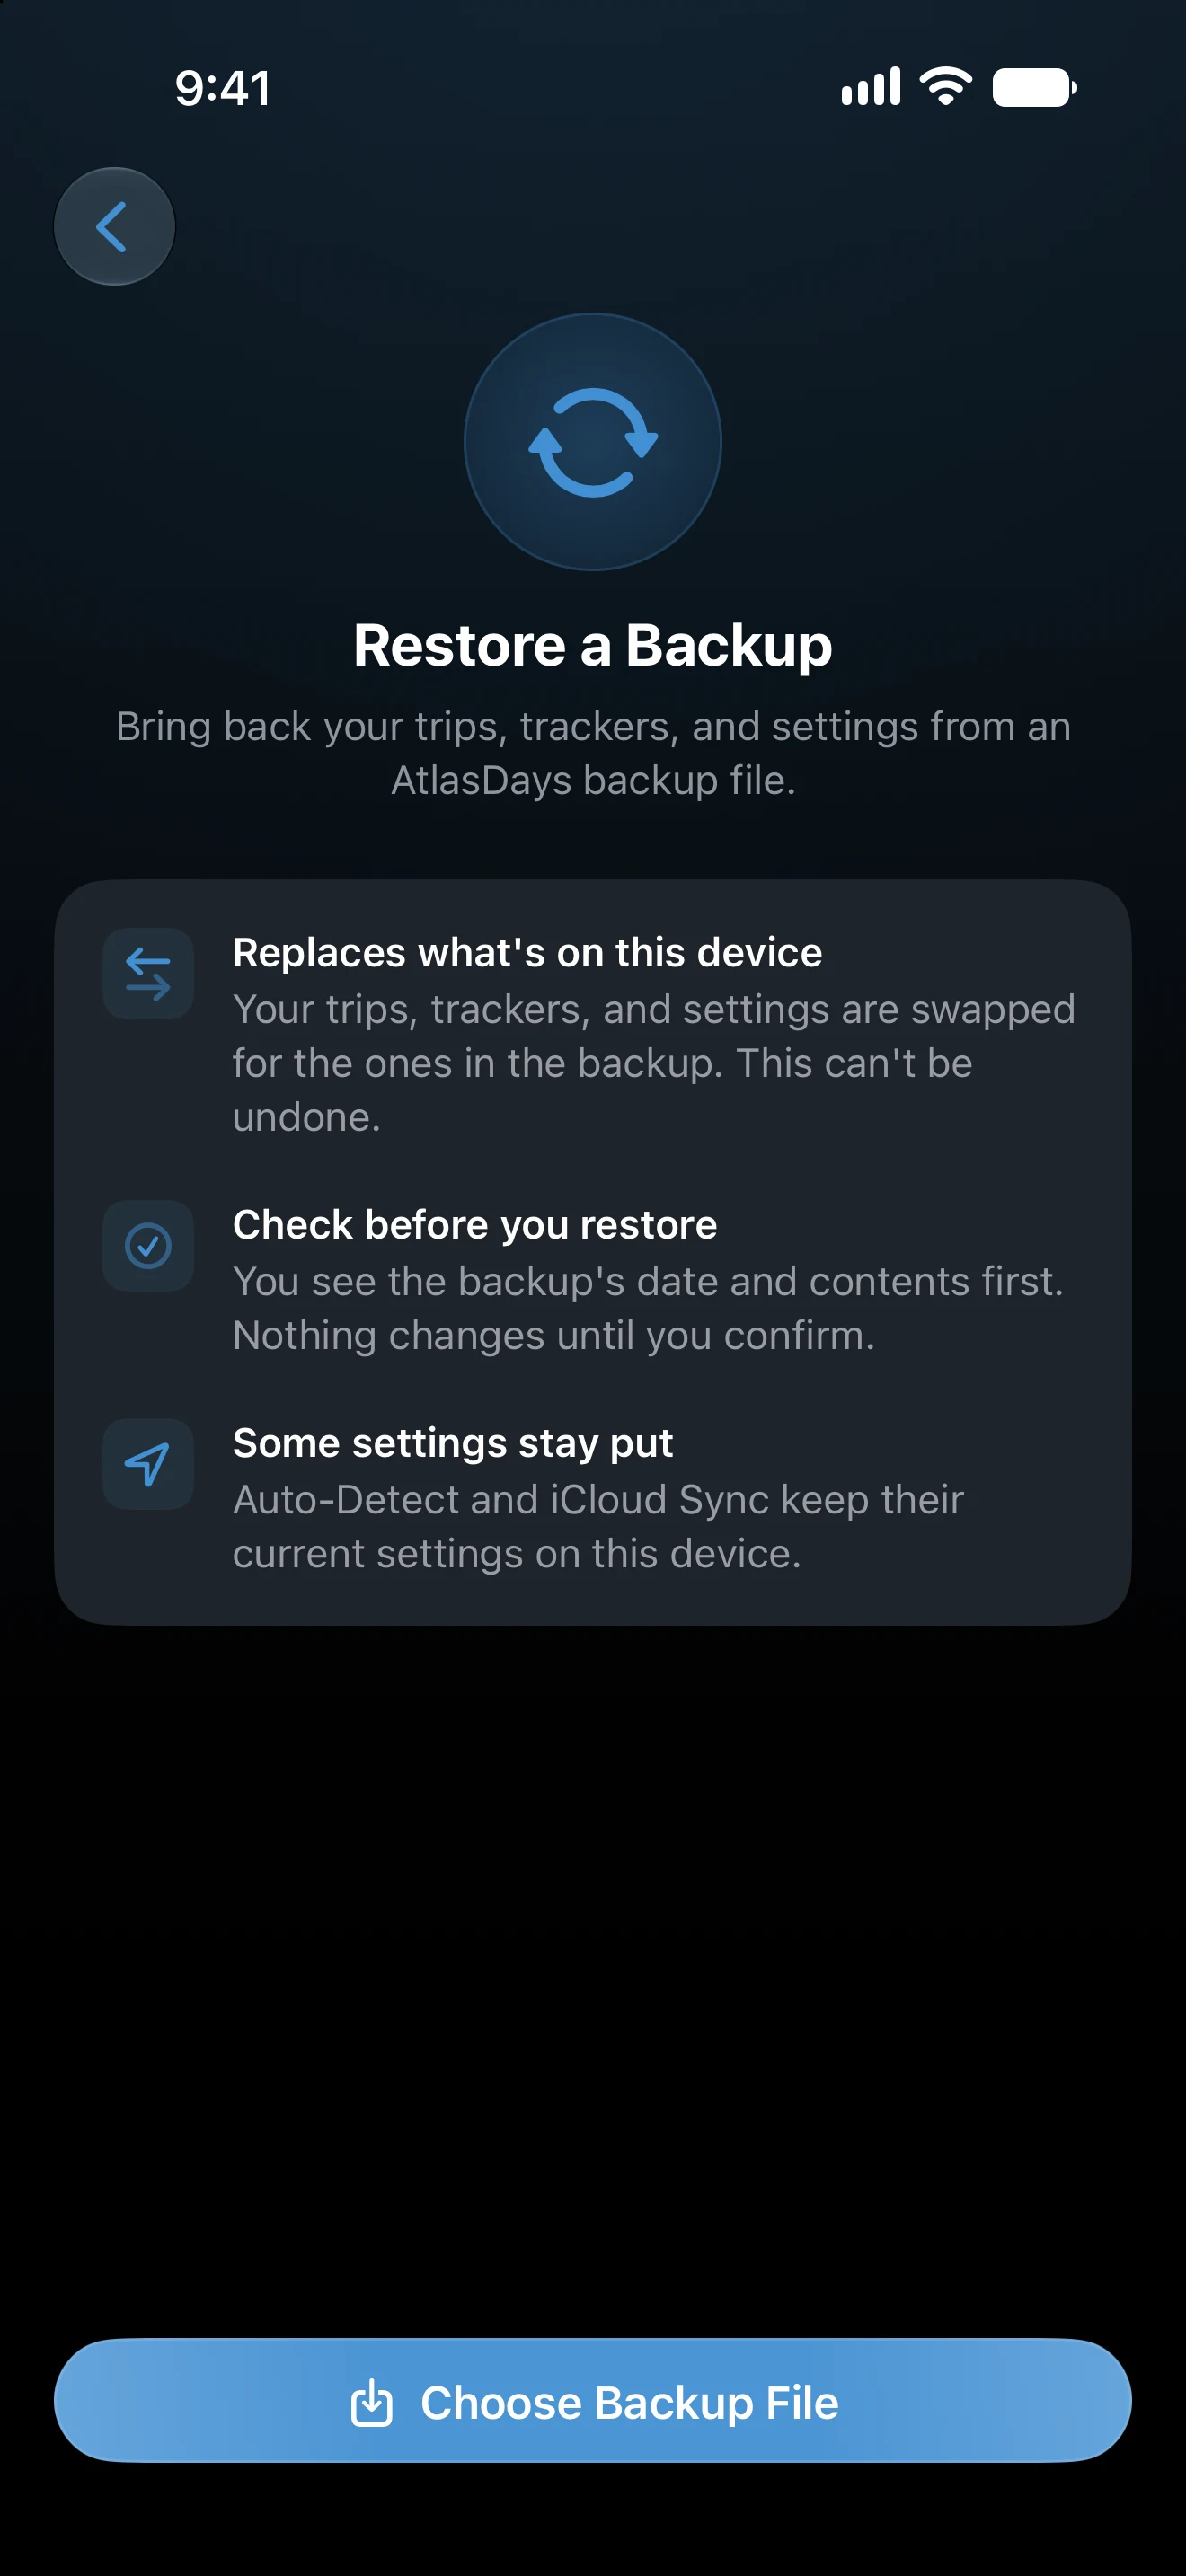 9:41
Restore a Backup
Bring back your trips, trackers, and settings from an
AtlasDays backup file.
Replaces what's on this device
Your trips, trackers, and settings are swapped
for the ones in the backup. This can't be
undone.
Check before you restore
You see the backup's date and contents first.
Nothing changes until you confirm.
Some settings stay put
Auto-Detect and iCloud Sync keep their
current settings on this device.
Choose Backup File